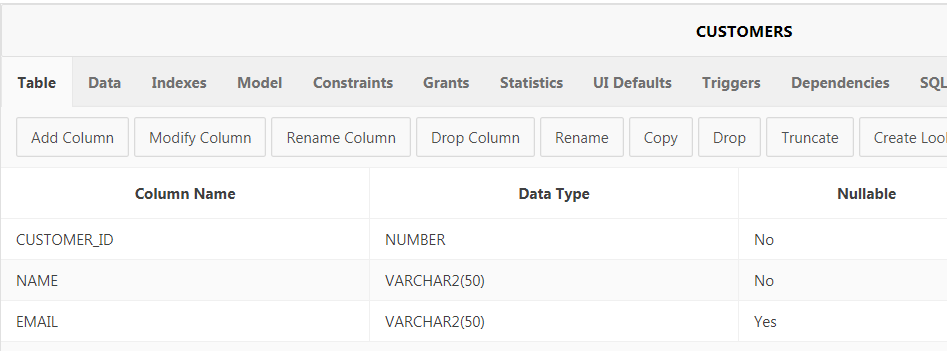 CUSTOMERS
Table Data Indexes Model Constraints Grants Statistics UI Defaults Triggers Dependencies SQL
Add Column Modify Column Rename Column Drop Column Rename Copy Drop Truncate Create Look
Column Name Data Type Nullable
CUSTOMER_ID NUMBER No
NAME VARCHAR2(50) No
EMAIL VARCHAR2(50) Yes